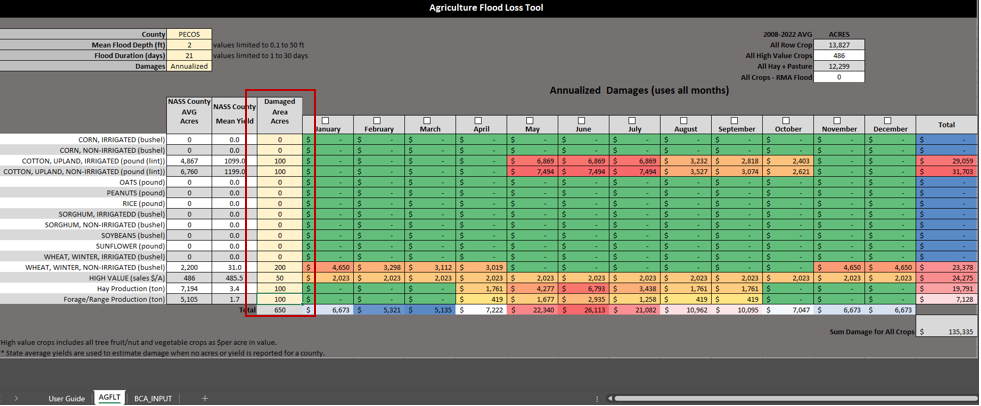 Agriculture Flood Loss Tool
County PECOS 2008-2022 AVG ACRES
Mean Flood Depth (ft) 2 values limited to 0.1 to 50 ft All Row Crop 13,827
Flood Duration (days) 21 values limited to 1 to 30 days All High Value Crops 486
Damages Annualized All Hay + Pasture 12,299
All Crops - RMA Flood 0
Annualized Damages (uses all months)
NASS County AVG Acres NASS County Mean Yield Damaged Area Acres January February March April May June July August September October November December Total
CORN, IRRIGATED (bushel) 0 0.0 0 $ - $ - $ - $ - $ - $ - $ - $ - $ - $ - $ - $ - $ -
CORN, NON-IRRIGATED (bushel) 0 0.0 0 $ - $ - $ - $ - $ - $ - $ - $ - $ - $ - $ - $ - $ -
COTTON, UPLAND, IRRIGATED (pound (lint)) 4,867 1099.0 100 $ - $ - $ - $ - $ 6,869 $ 6,869 $ 6,869 $ 3,232 $ 2,818 $ 2,403 $ - $ - $ 29,059
COTTON, UPLAND, NON-IRRIGATED (pound (lint)) 6,760 1199.0 100 $ - $ - $ - $ - $ 7,494 $ 7,494 $ 7,494 $ 3,527 $ 3,074 $ 2,621 $ - $ - $ 31,703
OATS (pound) 0 0.0 0 $ - $ - $ - $ - $ - $ - $ - $ - $ - $ - $ - $ - $ -
PEANUTS (pound) 0 0.0 0 $ - $ - $ - $ - $ - $ - $ - $ - $ - $ - $ - $ - $ -
RICE (pound) 0 0.0 0 $ - $ - $ - $ - $ - $ - $ - $ - $ - $ - $ - $ - $ -
SORGHUM, IRRIGATEDD (bushel) 0 0.0 0 $ - $ - $ - $ - $ - $ - $ - $ - $ - $ - $ - $ - $ -
SORGHUM, NON-IRRIGATED (bushel) 0 0.0 0 $ - $ - $ - $ - $ - $ - $ - $ - $ - $ - $ - $ - $ -
SOYBEANS (bushel) 0 0.0 0 $ - $ - $ - $ - $ - $ - $ - $ - $ - $ - $ - $ - $ -
SUNFLOWER (pound) 0 0.0 0 $ - $ - $ - $ - $ - $ - $ - $ - $ - $ - $ - $ - $ -
WHEAT, WINTER, IRRIGATED (bushel) 0 0.0 0 $ - $ - $ - $ - $ - $ - $ - $ - $ - $ - $ - $ - $ -
WHEAT, WINTER, NON-IRRIGATED (bushel) 2,200 31.0 200 $ 4,650 $ 3,298 $ 3,112 $ 3,019 $ - $ - $ - $ - $ - $ - $ 4,650 $ 4,650 $ 23,378
HIGH VALUE (sales $/A) 486 485.5 50 $ 2,023 $ 2,023 $ 2,023 $ 2,023 $ 2,023 $ 2,023 $ 2,023 $ 2,023 $ 2,023 $ 2,023 $ 2,023 $ 2,023 $ 24,275
Hay Production (ton) 7,194 3.4 100 $ - $ - $ - $ 1,761 $ 4,277 $ 6,793 $ 3,438 $ 1,761 $ 1,761 $ - $ - $ - $ 19,791
Forage/Range Production (ton) 5,105 1.7 100 $ - $ - $ - $ 419 $ 1,677 $ 2,935 $ 1,258 $ 419 $ 419 $ - $ - $ - $ 7,128
Total 650 $ 6,673 $ 5,321 $ 5,135 $ 7,222 $ 22,340 $ 26,113 $ 21,082 $ 10,962 $ 10,095 $ 7,047 $ 6,673 $ 6,673
Sum Damage for All Crops $ 135,335
High value crops includes all tree fruit/nut and vegetable crops as $per acre in value.
* State average yields are used to estimate damage when no acres or yield is reported for a county.
User Guide AGFLT BCA_INPUT +